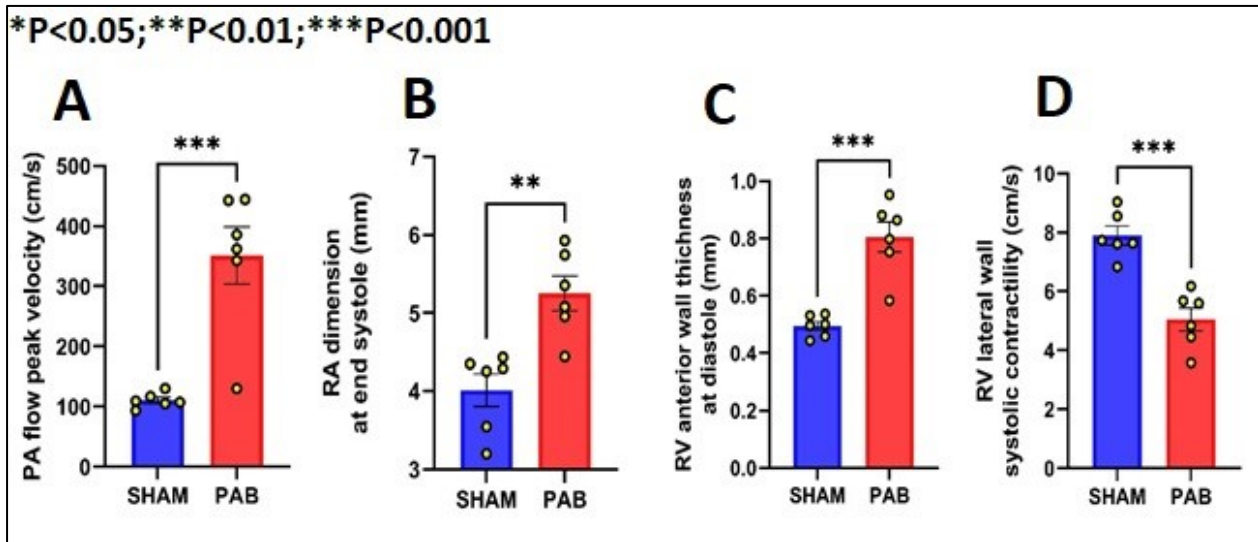 *P<0.05;**P<0.01;***P<0.001
A
***
PA flow peak velocity (cm/s)
500
400
300
200
100
0
SHAM PAB
B
**
RA dimension
at end systole (mm)
7
6
5
4
3
SHAM PAB
C
***
RV anterior wall thichness
at diastole (mm)
1.0
0.8
0.6
0.4
0.2
0.0
SHAM PAB
D
***
RV lateral wall
systolic contractility (cm/s)
10
8
6
4
2
0
SHAM PAB